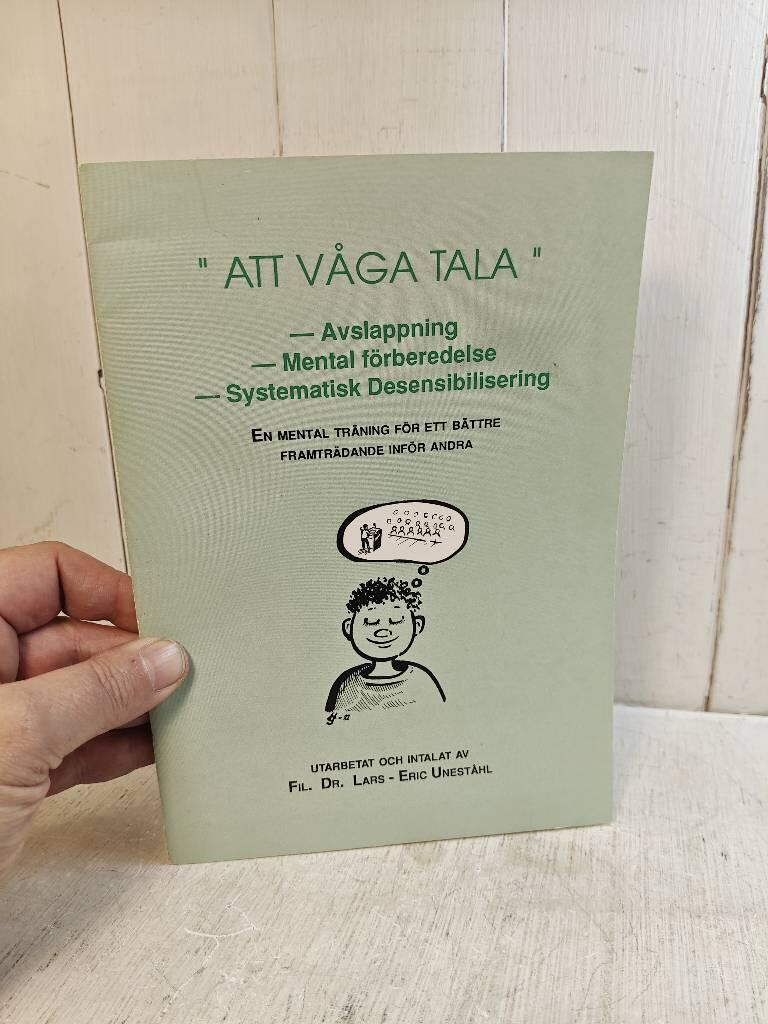 " ATT VÅGA TALA "
— Avslappning
— Mental förberedelse
— Systematisk Desensibilisering
EN MENTAL TRÄNING FÖR ETT BÄTTRE
FRAMTRÄDANDE INFÖR ANDRA
UTARBETAT OCH INTALAT AV
FIL. DR. LARS - ERIC UNESTÅHL